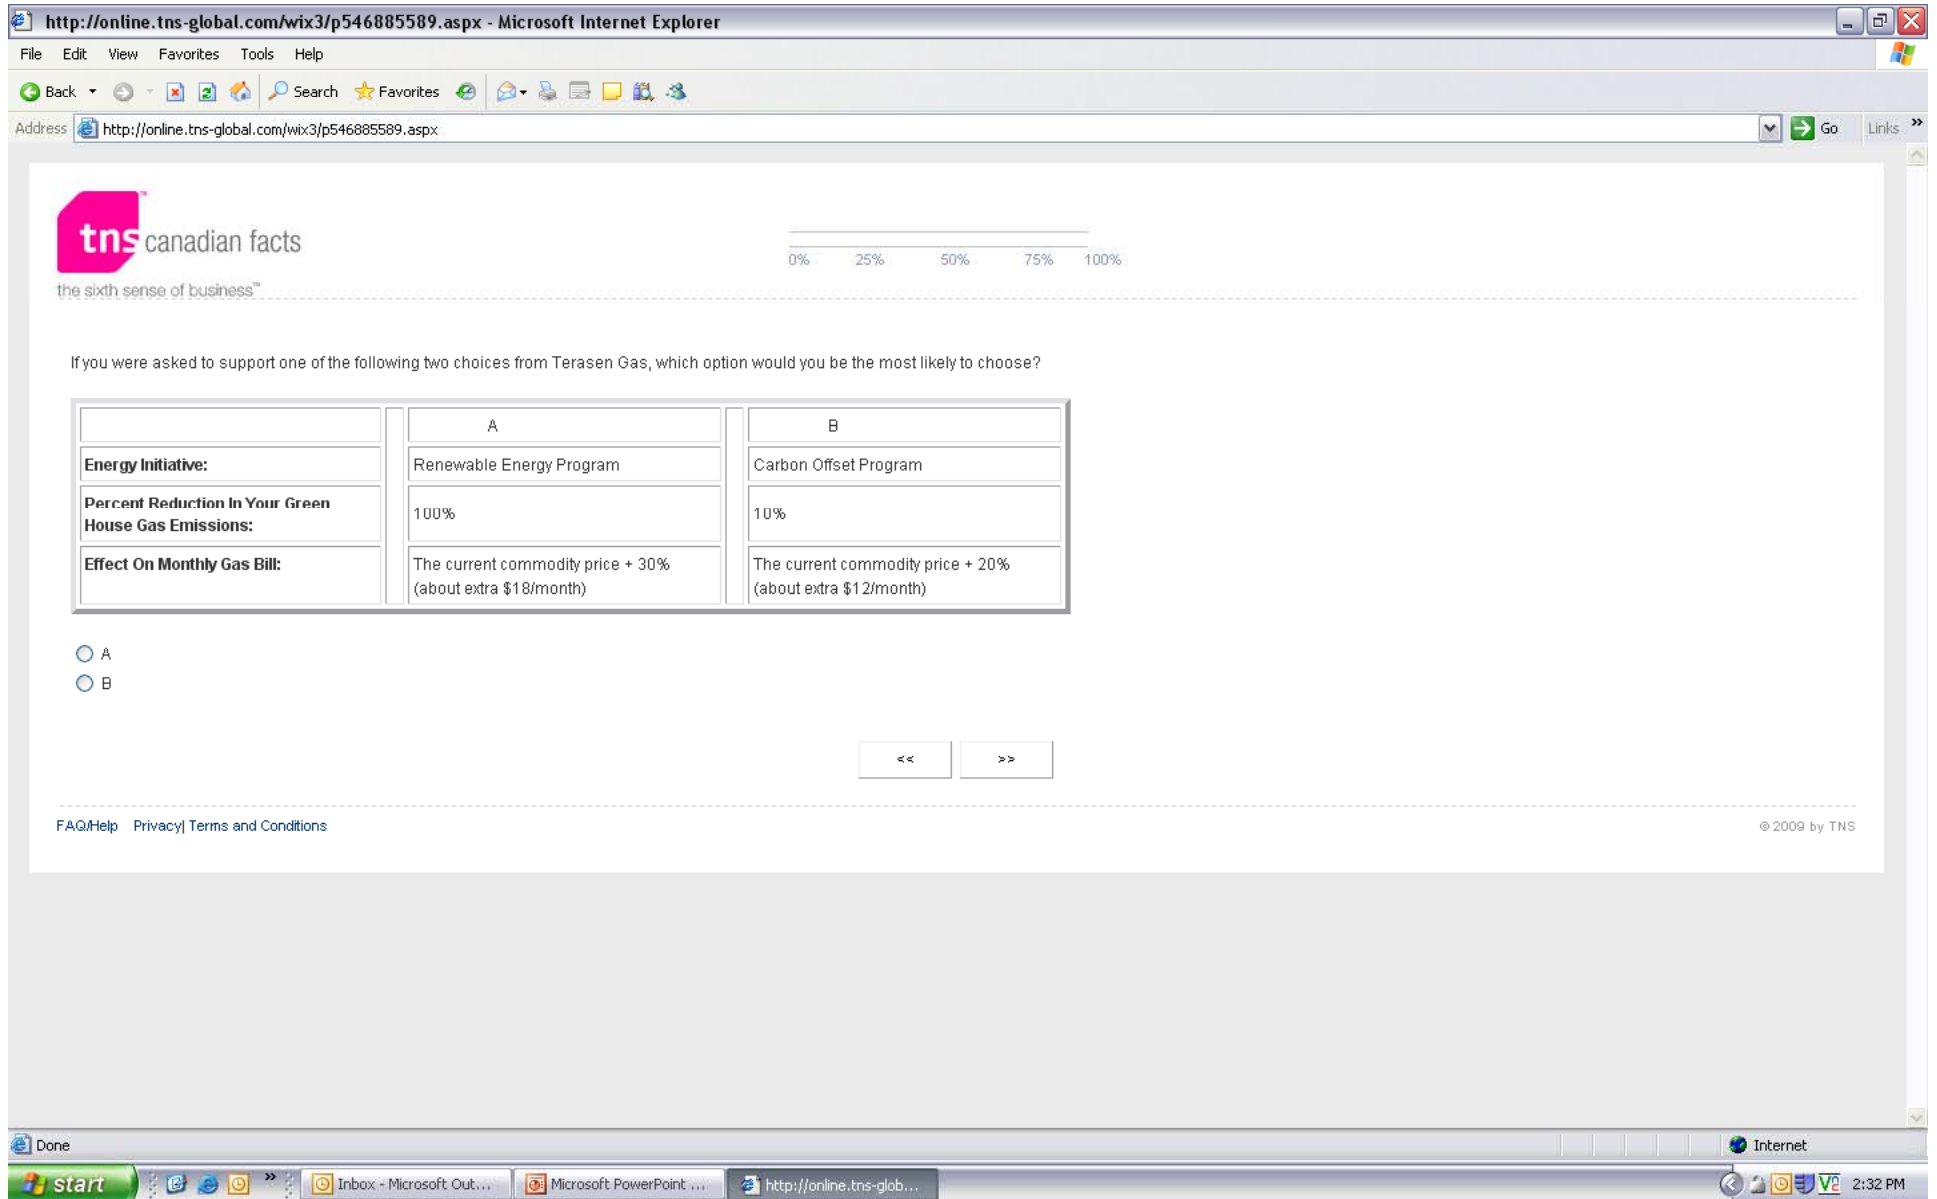 http://online.tns-global.com/wix3/p546885589.aspx - Microsoft Internet Explorer
File Edit View Favorites Tools Help
Back Search Favorites
Address http://online.tns-global.com/wix3/p546885589.aspx Go Links »
tns canadian facts
the sixth sense of business™
0% 25% 50% 75% 100%
If you were asked to support one of the following two choices from Terasen Gas, which option would you be the most likely to choose?
A B
Energy Initiative: Renewable Energy Program Carbon Offset Program
Percent Reduction In Your Green
House Gas Emissions: 100% 10%
Effect On Monthly Gas Bill: The current commodity price + 30% The current commodity price + 20%
(about extra $18/month) (about extra $12/month)
A
B
<< >>
FAQ/Help Privacy| Terms and Conditions © 2009 by TNS
Done Internet
start » Inbox - Microsoft Out... Microsoft PowerPoint ... http://online.tns-glob... 2:32 PM